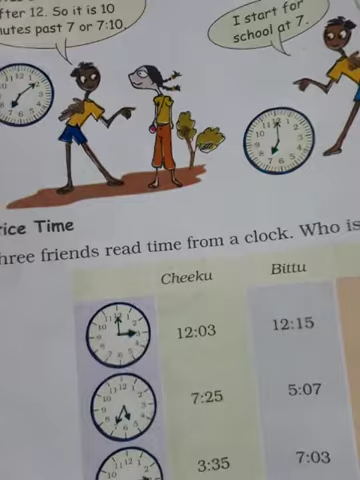 fter 12. So it is 10
utes past 7 or 7:10.
I start for
school at 7.
rice Time
hree friends read time from a clock. Who is
Cheeku Bittu
12:03 12:15
7:25 5:07
3:35 7:03